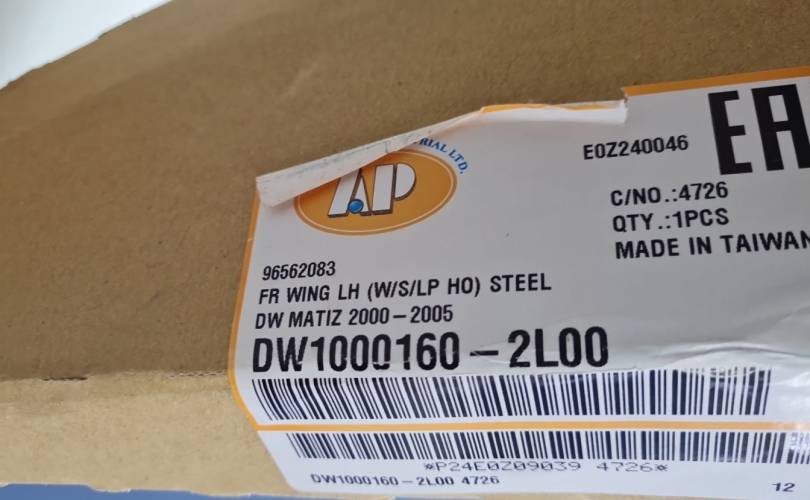 RIAL LTD.
AP
E0Z240046
C/NO.:4726
QTY.:1PCS
MADE IN TAIWAN
96562083
FR WING LH (W/S/LP HO) STEEL
DW MATIZ 2000-2005
DW1000160-2L00
*P24E0Z09039 4726*
DW1000160-2L00 4726
12